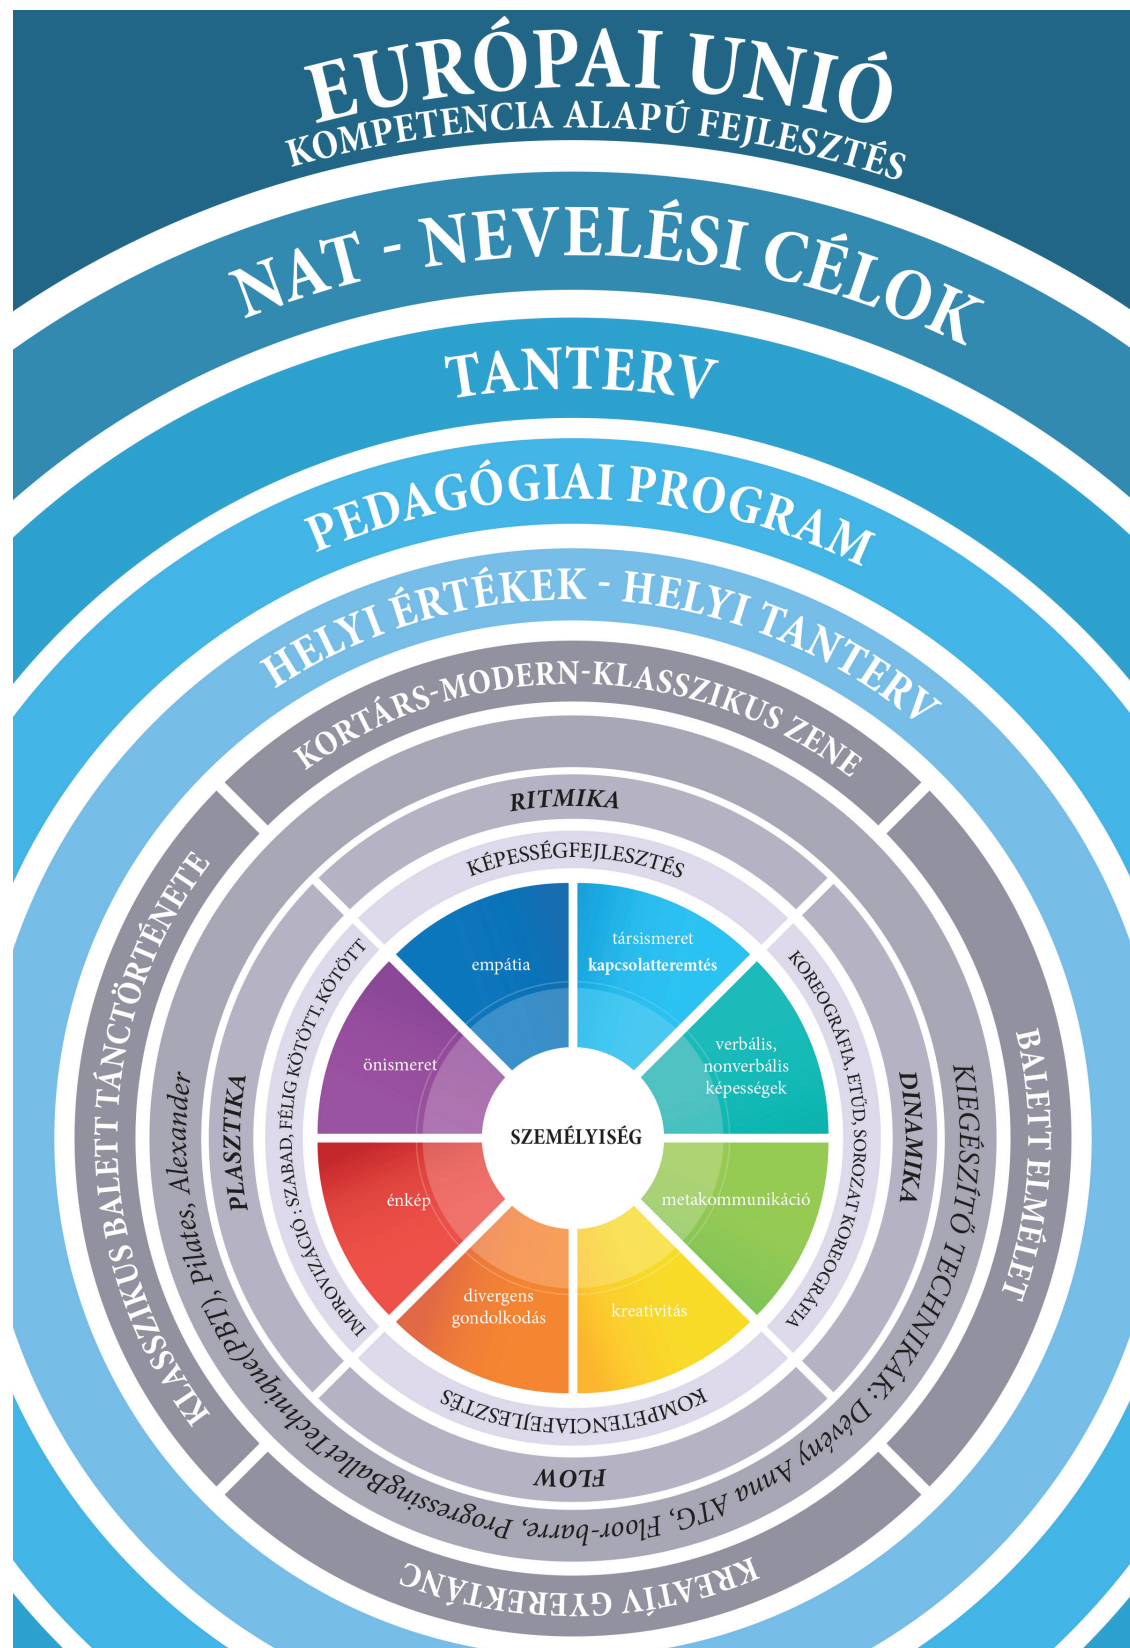 EURÓPAI UNIÓ
KOMPETENCIA ALAPÚ FEJLESZTÉS
NAT - NEVELÉSI CÉLOK
TANTERV
PEDAGÓGIAI PROGRAM
HELYI ÉRTÉKEK - HELYI TANTERV
KORTÁRS-MODERN-KLASSZIKUS ZENE
KLASSZIKUS BALETT TÁNCTÖRTÉNETE
BALETT ELMÉLET
KREATÍV GYEREKTÁNC
KIEGÉSZÍTŐ TECHNIKÁK: Dévény Anna ATG, Floor-barre, ProgressingBalletTechnique(PBT), Pilates, Alexander
RITMIKA
PLASZTIKA
DINAMIKA
FLOW
KÉPESSÉGFEJLESZTÉS
IMPROVIZÁCIÓ : SZABAD, FÉLIG KÖTÖTT, KÖTÖTT
KOREOGRÁFIA, ETŰD, SOROZAT KOREOGRÁFIA
KOMPETENCIAFEJLESZTÉS
empátia
társismeret
kapcsolatteremtés
önismeret
verbális,
nonverbális
képességek
SZEMÉLYISÉG
énkép
metakommunikáció
divergens
gondolkodás
kreativitás